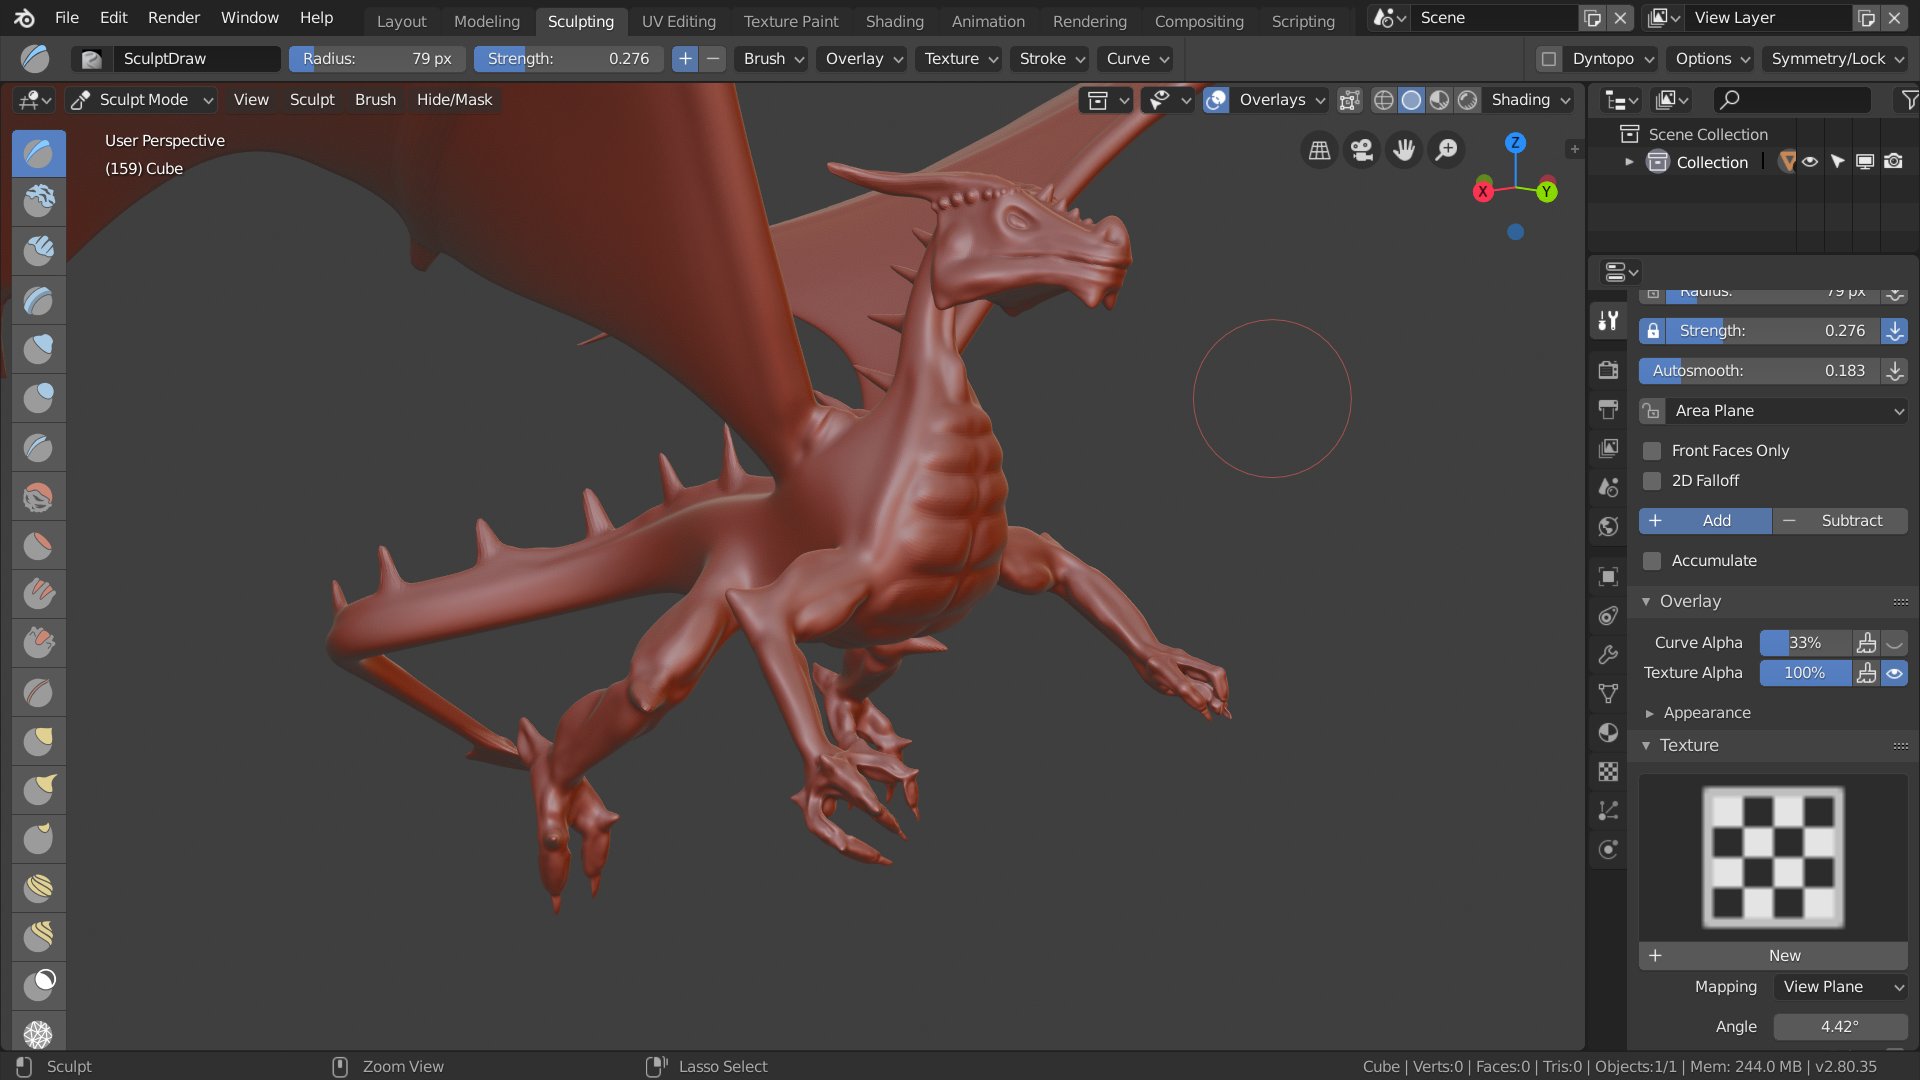 File Edit Render Window Help Layout Modeling Sculpting UV Editing Texture Paint Shading Animation Rendering Compositing Scripting Scene View Layer
SculptDraw Radius: 79 px Strength: 0.276 Brush Overlay Texture Stroke Curve Dyntopo Options Symmetry/Lock
Sculpt Mode View Sculpt Brush Hide/Mask Overlays Shading
User Perspective
(159) Cube
Z
X
Y
Scene Collection
Collection
Radius: 79 px
Strength: 0.276
Autosmooth: 0.183
Area Plane
Front Faces Only
2D Falloff
Add Subtract
Accumulate
Overlay
Curve Alpha 33%
Texture Alpha 100%
Appearance
Texture
New
Mapping View Plane
Angle 4.42°
Sculpt Zoom View Lasso Select Cube | Verts:0 | Faces:0 | Tris:0 | Objects:1/1 | Mem: 244.0 MB | v2.80.35